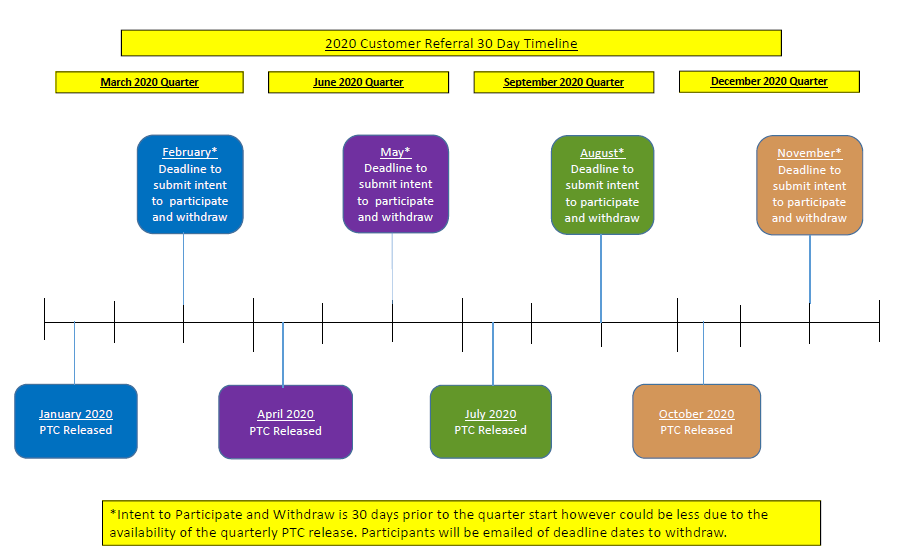 2020 Customer Referral 30 Day Timeline
March 2020 Quarter
June 2020 Quarter
September 2020 Quarter
December 2020 Quarter
February*
Deadline to
submit intent
to participate
and withdraw
May*
Deadline to
submit intent
to participate
and withdraw
August*
Deadline to
submit intent
to participate
and withdraw
November*
Deadline to
submit intent
to participate
and withdraw
January 2020
PTC Released
April 2020
PTC Released
July 2020
PTC Released
October 2020
PTC Released
*Intent to Participate and Withdraw is 30 days prior to the quarter start however could be less due to the
availability of the quarterly PTC release. Participants will be emailed of deadline dates to withdraw.